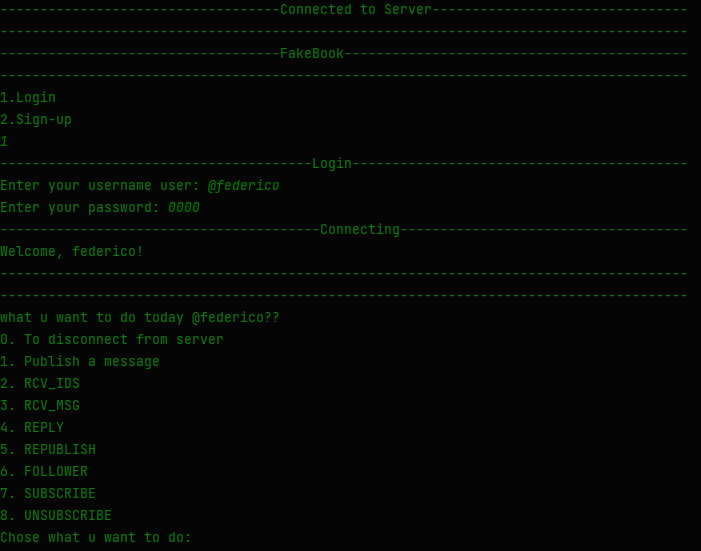 -----------------------------------Connected to Server--------------------------------
--------------------------------------------------------------------------------------
-----------------------------------FakeBook-------------------------------------------
--------------------------------------------------------------------------------------
1.Login
2.Sign-up
1
---------------------------------------Login------------------------------------------
Enter your username user: @federico
Enter your password: 0000
----------------------------------------Connecting------------------------------------
Welcome, federico!
--------------------------------------------------------------------------------------
--------------------------------------------------------------------------------------
what u want to do today @federico??
0. To disconnect from server
1. Publish a message
2. RCV_IDS
3. RCV_MSG
4. REPLY
5. REPUBLISH
6. FOLLOWER
7. SUBSCRIBE
8. UNSUBSCRIBE
Chose what u want to do: